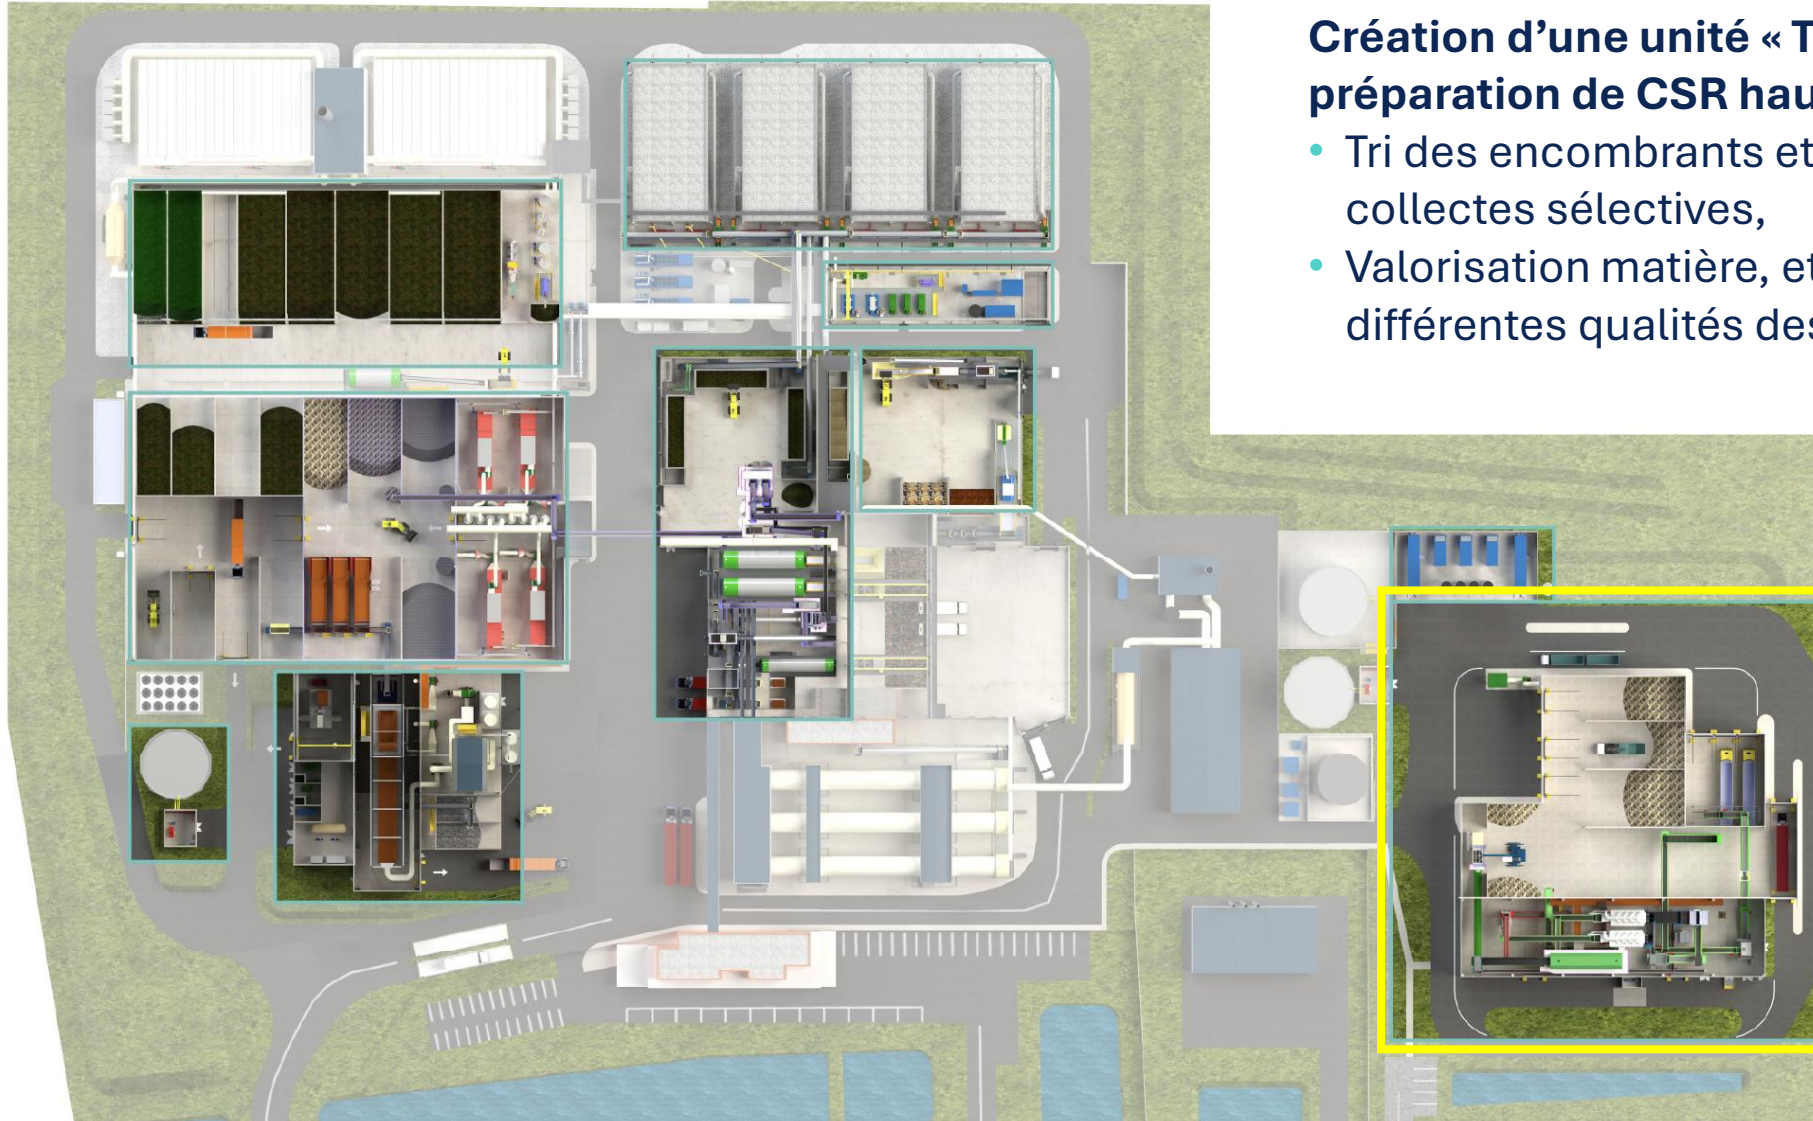 Création d’une unité « T
préparation de CSR hau
• Tri des encombrants et
collectes sélectives,
• Valorisation matière, et
différentes qualités des